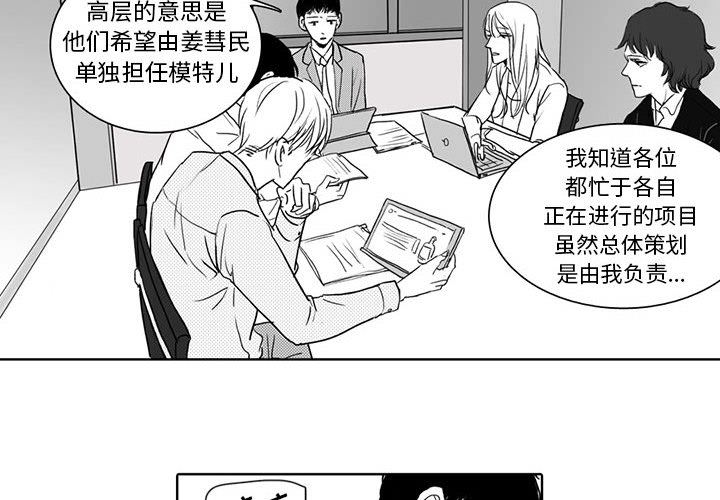 高层的意思是
他们希望由姜彗民
单独担任模特儿
我知道各位
都忙于各自
正在进行的项目
虽然总体策划
是由我负责...